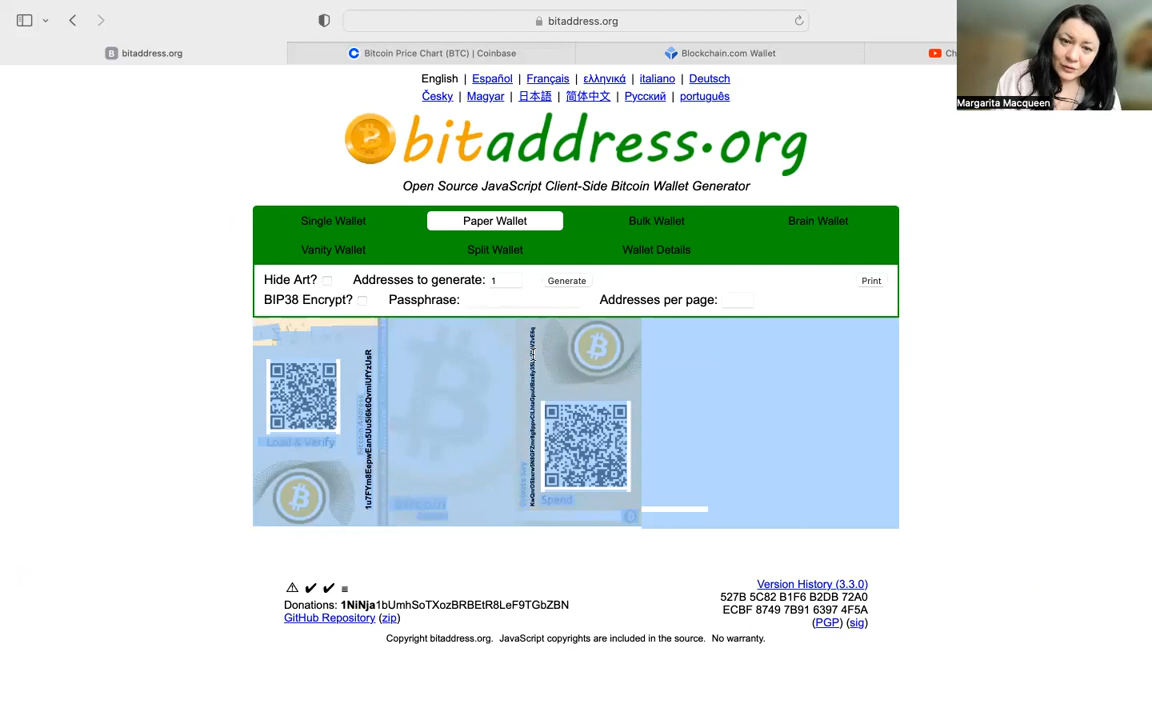 bitaddress.org
bitaddress.org
Bitcoin Price Chart (BTC) | Coinbase
Blockchain.com Wallet
Ch
Margarita Macqueen
English | Español | Français | ελληνικά | italiano | Deutsch
Česky | Magyar | 日本語 | 简体中文 | Русский | português
bitaddress.org
Open Source JavaScript Client-Side Bitcoin Wallet Generator
Single Wallet Paper Wallet Bulk Wallet Brain Wallet
Vanity Wallet Split Wallet Wallet Details
Hide Art? Addresses to generate: 1 Generate Print
BIP38 Encrypt? Passphrase: Addresses per page:
Load & Verify
Bitcoin Address
Bitcoin
Spend
Donations: 1NiNja1bUmhSoTXozBRBEtR8LeF9TGbZBN
GitHub Repository (zip)
Version History (3.3.0)
527B 5C82 B1F6 B2DB 72A0
ECBF 8749 7B91 6397 4F5A
(PGP) (sig)
Copyright bitaddress.org. JavaScript copyrights are included in the source. No warranty.